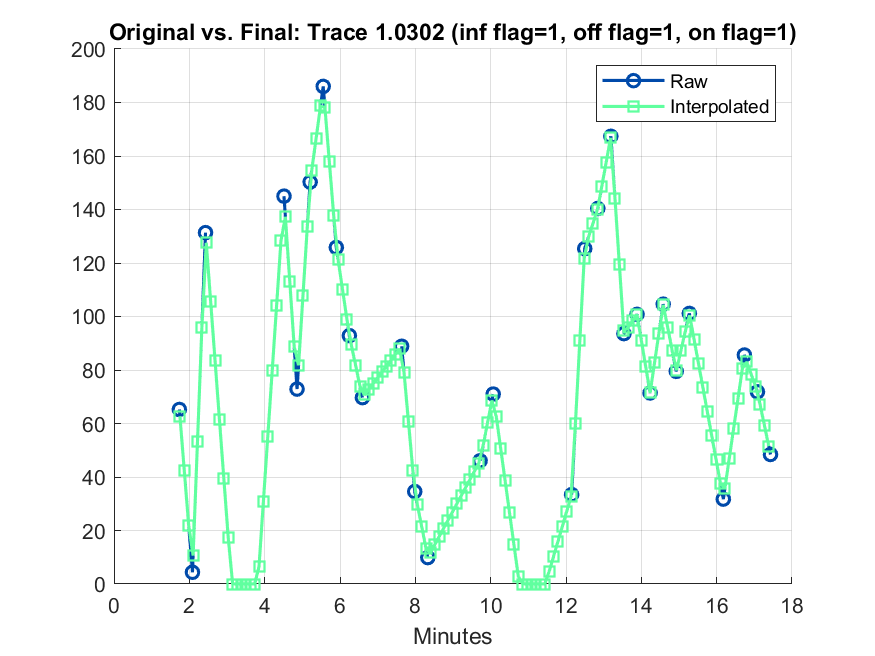 Original vs. Final: Trace 1.0302 (inf flag=1, off flag=1, on flag=1)
200
180
160
140
120
100
80
60
40
20
0
Raw
Interpolated
0 2 4 6 8 10 12 14 16 18
Minutes